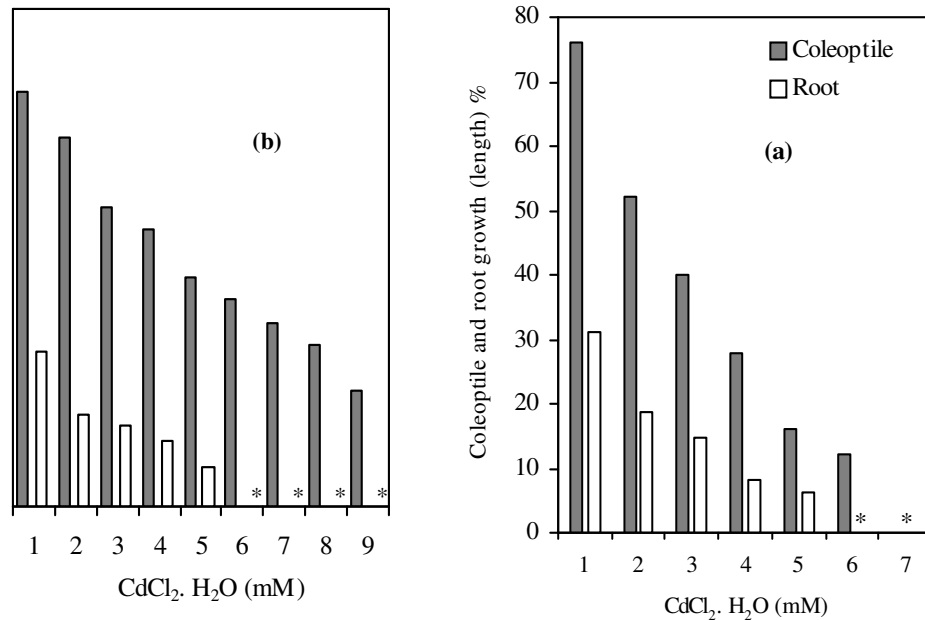 (b)
* * * *
1 2 3 4 5 6 7 8 9
CdCl₂. H₂O (mM)
Coleoptile and root growth (length) %
80
70
60
50
40
30
20
10
0
Coleoptile
Root
(a)
* *
1 2 3 4 5 6 7
CdCl₂. H₂O (mM)